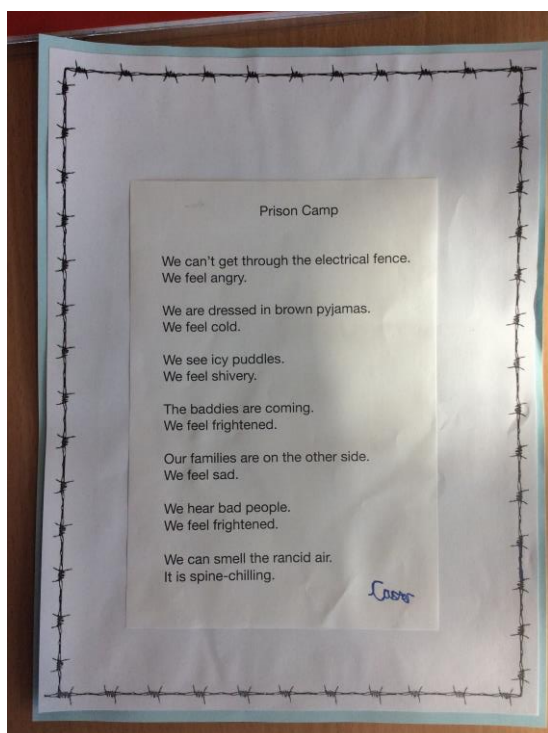 Prison Camp
We can't get through the electrical fence.
We feel angry.
We are dressed in brown pyjamas.
We feel cold.
We see icy puddles.
We feel shivery.
The baddies are coming.
We feel frightened.
Our families are on the other side.
We feel sad.
We hear bad people.
We feel frightened.
We can smell the rancid air.
It is spine-chilling.